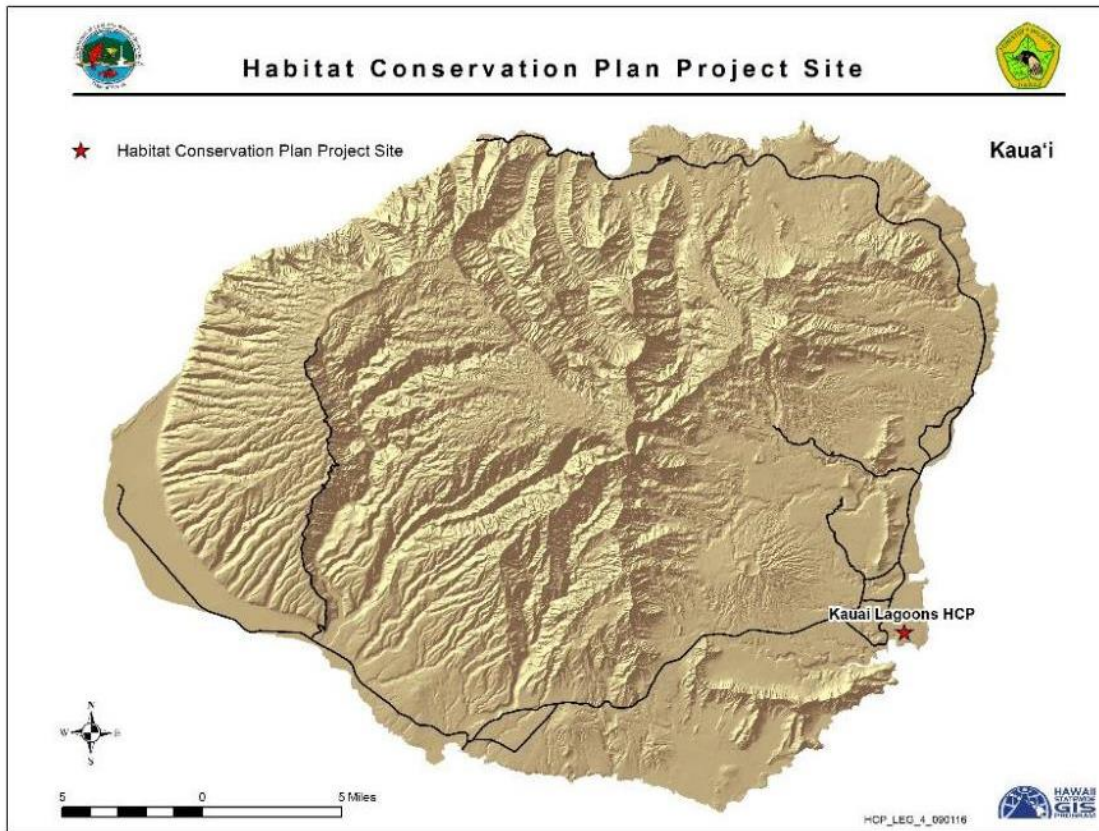 Habitat Conservation Plan Project Site
Habitat Conservation Plan Project Site
Kauaʻi
Kauai Lagoons HCP
N
W E
S
5 0 5 Miles
HCP_LEG_4_090116
HAWAII
STATEWIDE
GIS
PROGRAM